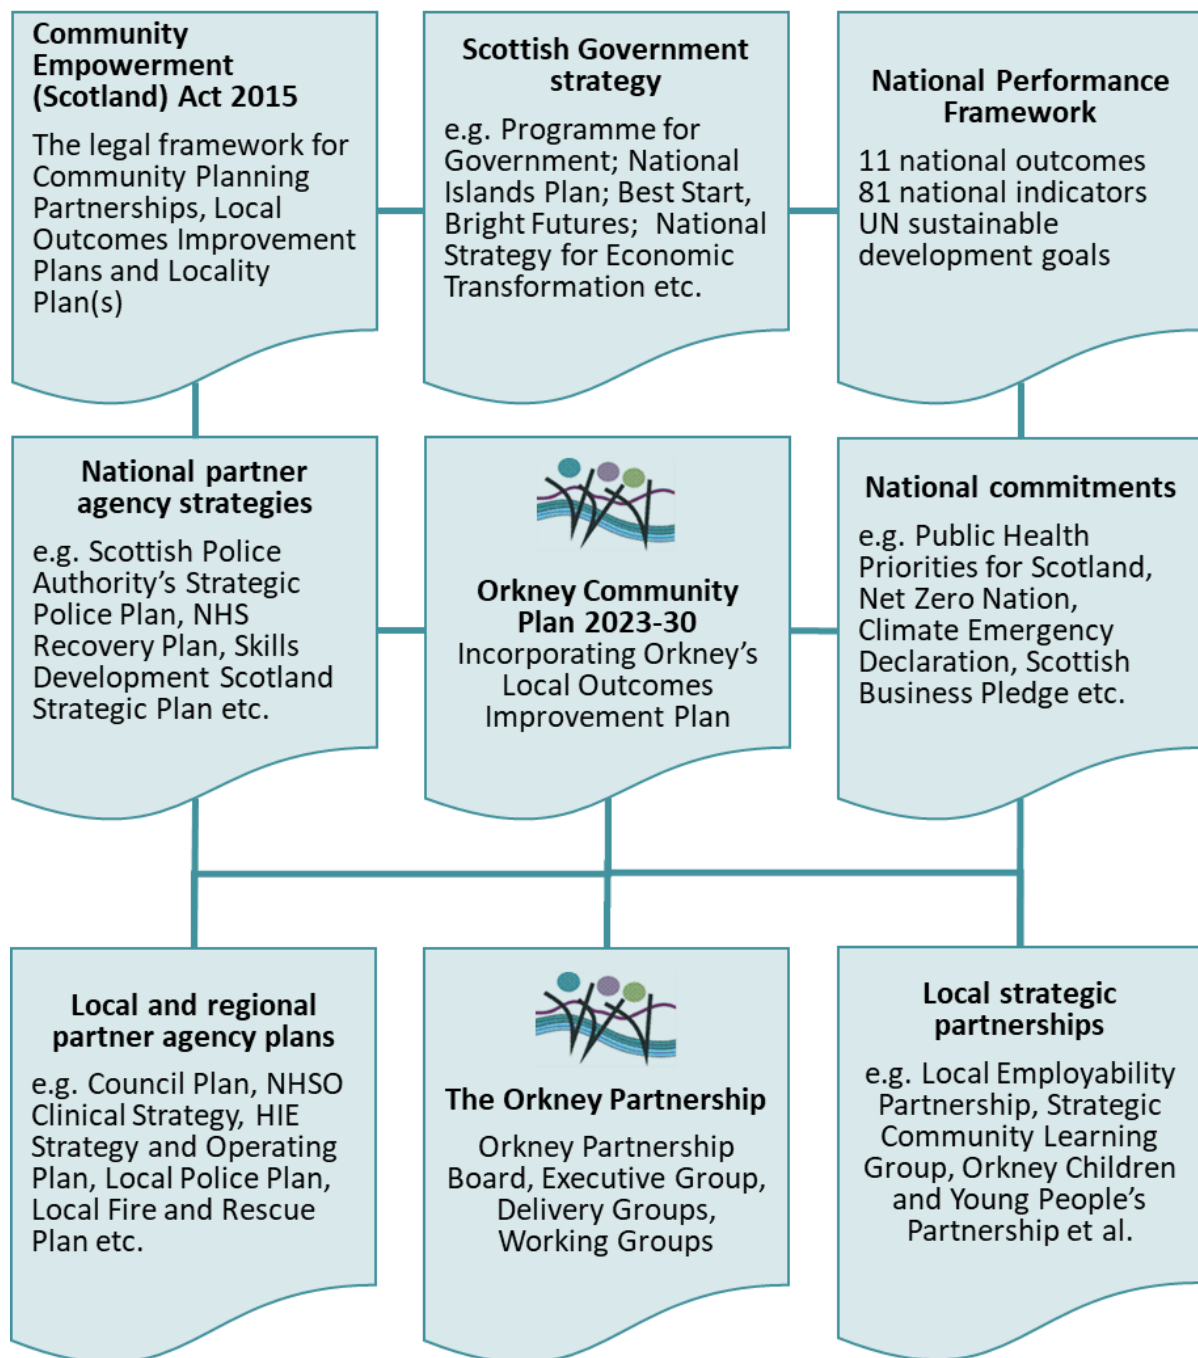 Community
Empowerment
(Scotland) Act 2015
The legal framework for
Community Planning
Partnerships, Local
Outcomes Improvement
Plans and Locality
Plan(s)
Scottish Government
strategy
e.g. Programme for
Government; National
Islands Plan; Best Start,
Bright Futures; National
Strategy for Economic
Transformation etc.
National Performance
Framework
11 national outcomes
81 national indicators
UN sustainable
development goals
National partner
agency strategies
e.g. Scottish Police
Authority’s Strategic
Police Plan, NHS
Recovery Plan, Skills
Development Scotland
Strategic Plan etc.
Orkney Community
Plan 2023-30
Incorporating Orkney’s
Local Outcomes
Improvement Plan
National commitments
e.g. Public Health
Priorities for Scotland,
Net Zero Nation,
Climate Emergency
Declaration, Scottish
Business Pledge etc.
Local and regional
partner agency plans
e.g. Council Plan, NHSO
Clinical Strategy, HIE
Strategy and Operating
Plan, Local Police Plan,
Local Fire and Rescue
Plan etc.
The Orkney Partnership
Orkney Partnership
Board, Executive Group,
Delivery Groups,
Working Groups
Local strategic
partnerships
e.g. Local Employability
Partnership, Strategic
Community Learning
Group, Orkney Children
and Young People’s
Partnership et al.